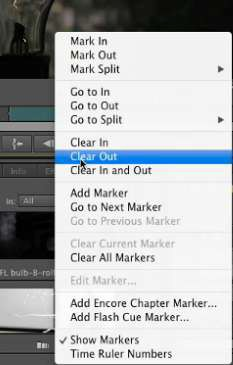 Mark In
Mark Out
Mark Split
Go to In
Go to Out
Go to Split
Clear In
Clear Out
Clear In and Out
Info
In: All
Add Marker
Go to Next Marker
Go to Previous Marker
Clear Current Marker
Clear All Markers
FL bulb-B-roll
Edit Marker...
Add Encore Chapter Marker...
Add Flash Cue Marker...
Show Markers
Time Ruler Numbers